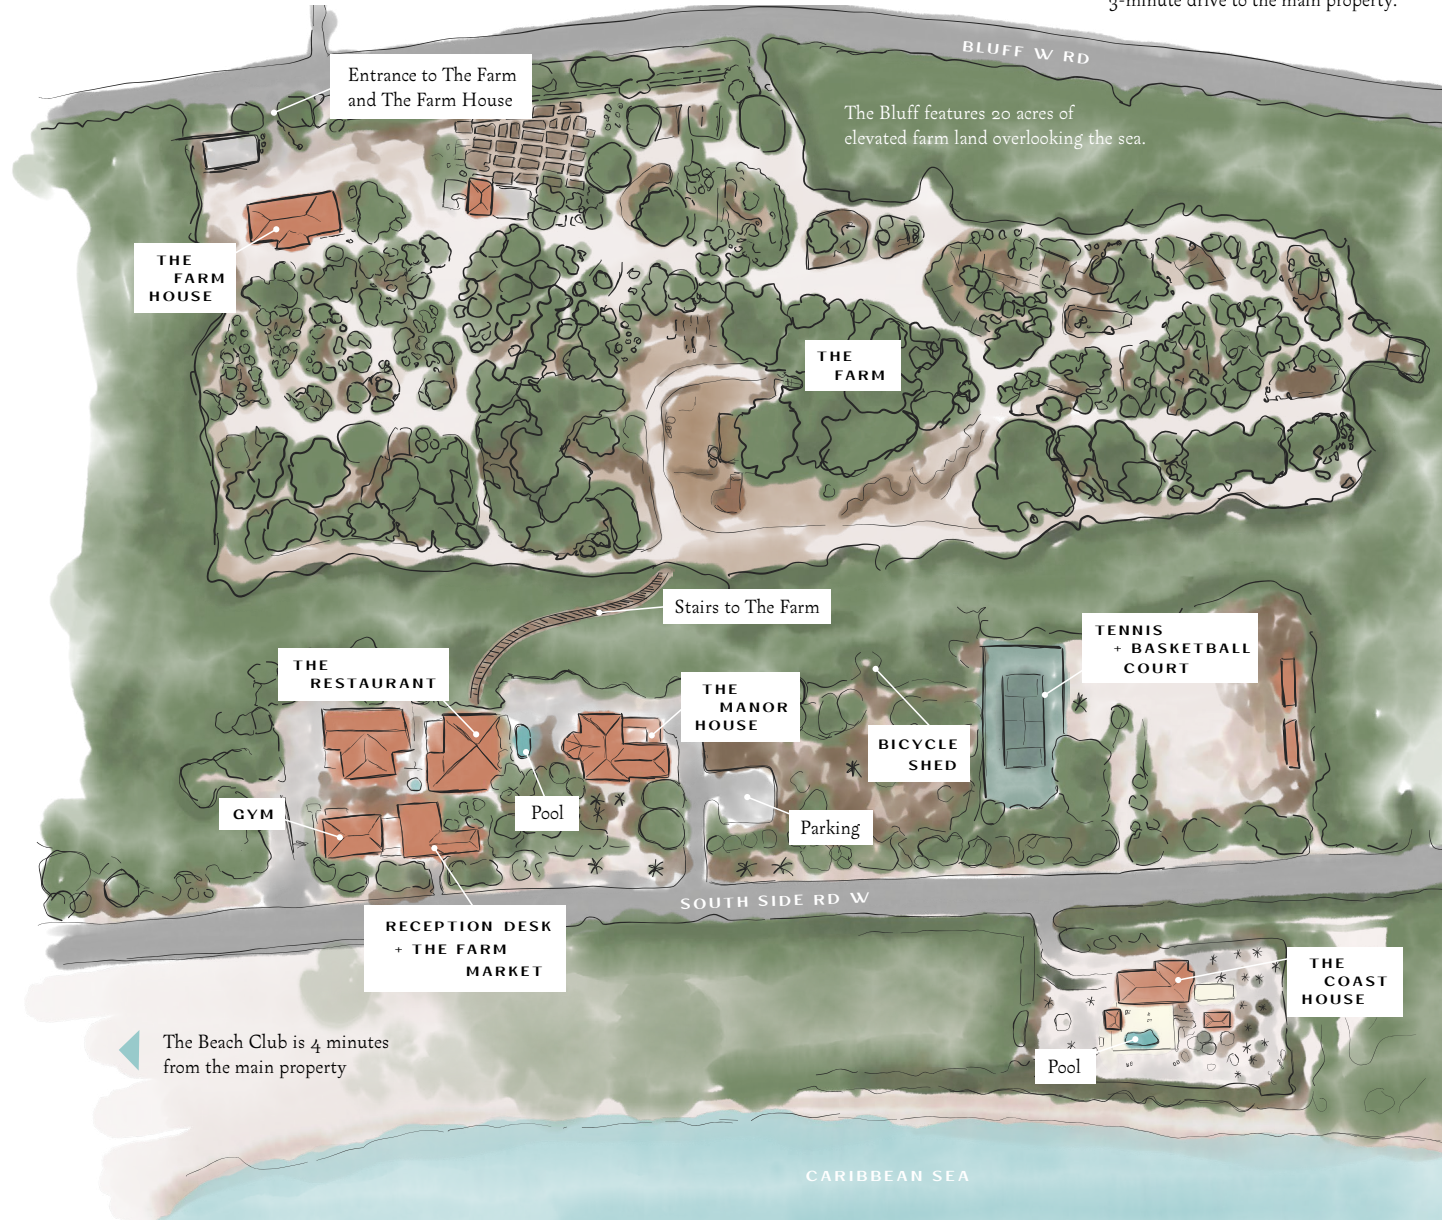 3-minute drive to the main property.
BLUFF W RD
Entrance to The Farm
and The Farm House
The Bluff features 20 acres of
elevated farm land overlooking the sea.
THE
FARM
HOUSE
THE
FARM
Stairs to The Farm
TENNIS
+ BASKETBALL
COURT
THE
RESTAURANT
THE
MANOR
HOUSE
BICYCLE
SHED
GYM
Pool
Parking
SOUTH SIDE RD W
RECEPTION DESK
+ THE FARM
MARKET
THE
COAST
HOUSE
The Beach Club is 4 minutes
from the main property
Pool
CARIBBEAN SEA